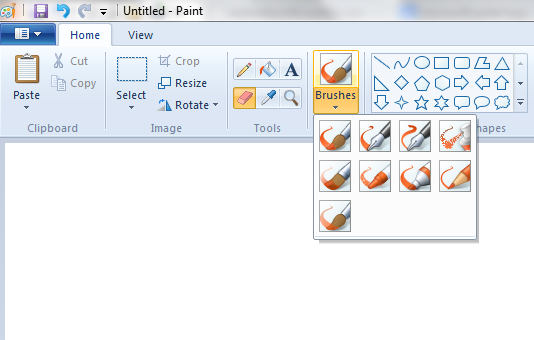 Untitled - Paint
Home View
Paste
Cut
Copy
Clipboard
Select
Crop
Resize
Rotate
Image
A
Tools
Brushes
hapes